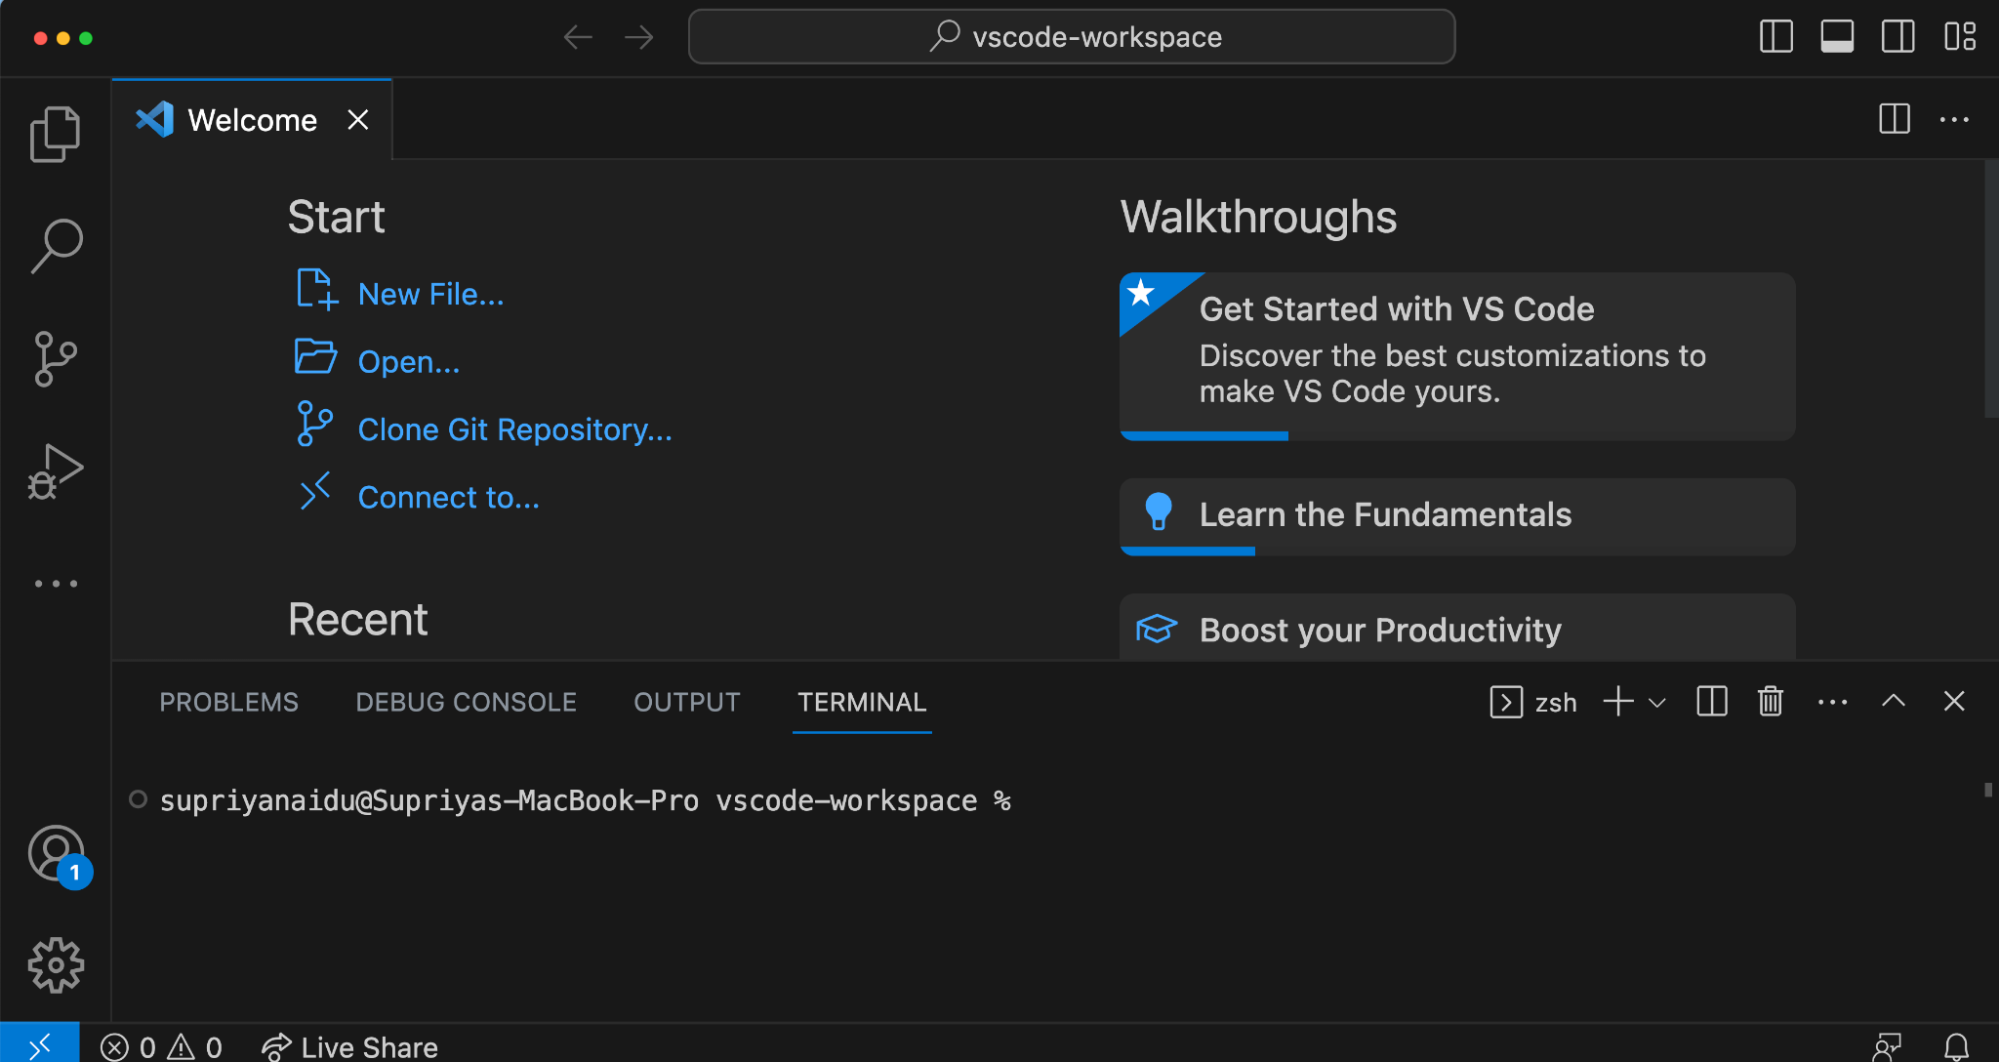 vscode-workspace
Welcome
Start
New File...
Open...
Clone Git Repository...
Connect to...
Recent
Walkthroughs
Get Started with VS Code
Discover the best customizations to
make VS Code yours.
Learn the Fundamentals
Boost your Productivity
PROBLEMS DEBUG CONSOLE OUTPUT TERMINAL zsh
supriyanaidu@Supriyas-MacBook-Pro vscode-workspace %
1
0 0 Live Share